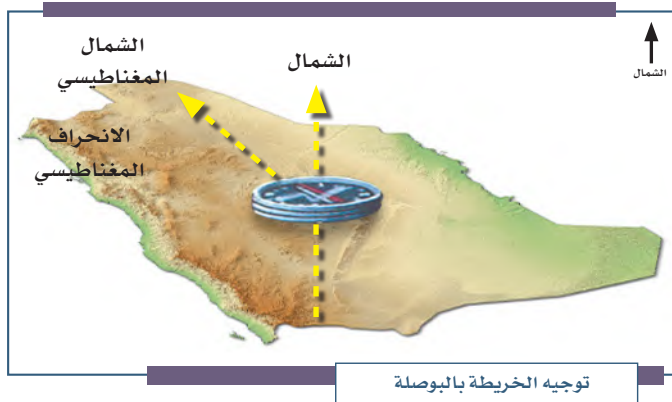 الشمال
الشمال
الشمال
المغناطيسي
الانحراف
المغناطيسي
توجيه الخريطة بالبوصلة